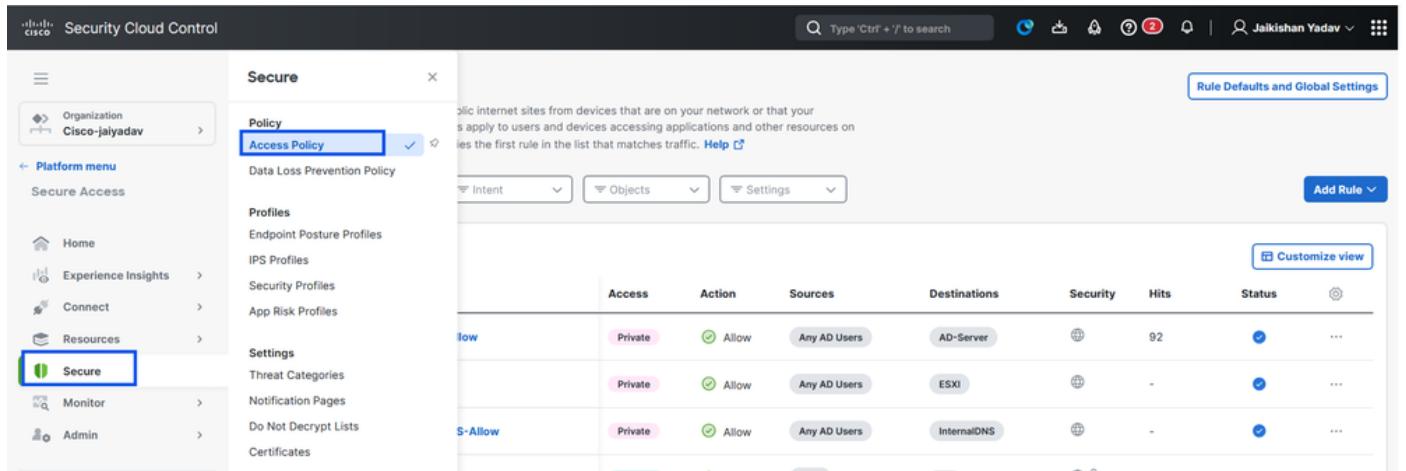 cisco Security Cloud Control
Type 'Ctrl' + '/' to search
2
Jaikishan Yadav
Organization
Cisco-jaiyadav
Platform menu
Secure Access
Home
Experience Insights
Connect
Resources
Secure
Monitor
Admin
Secure
Policy
Access Policy
Data Loss Prevention Policy
Profiles
Endpoint Posture Profiles
IPS Profiles
Security Profiles
App Risk Profiles
Settings
Threat Categories
Notification Pages
Do Not Decrypt Lists
Certificates
Rule Defaults and Global Settings
internet sites from devices that are on your network or that your
apply to users and devices accessing applications and other resources on
the first rule in the list that matches traffic. Help
Intent Objects Settings
Add Rule
Customize view
Access Action Sources Destinations Security Hits Status
Private Allow Any AD Users AD-Server 92 ...
Private Allow Any AD Users ESXI - ...
S-Allow Private Allow Any AD Users InternalDNS - ...